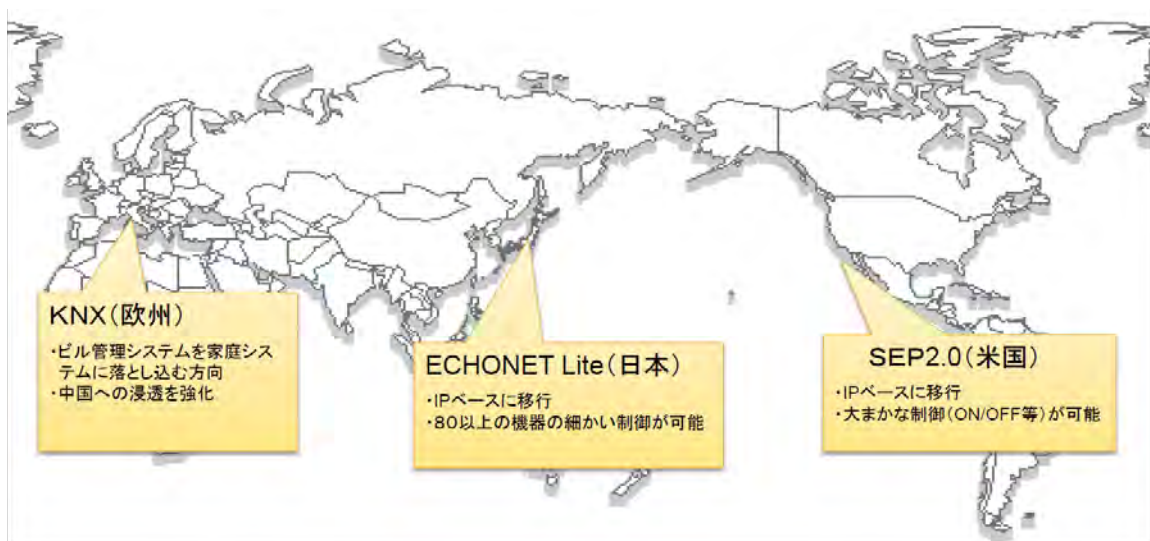 KNX（欧州）
・ビル管理システムを家庭シス
テムに落とし込む方向
・中国への浸透を強化
ECHONET Lite（日本）
・IPベースに移行
・80以上の機器の細かい制御が可能
SEP2.0（米国）
・IPベースに移行
・大まかな制御（ON/OFF等）が可能